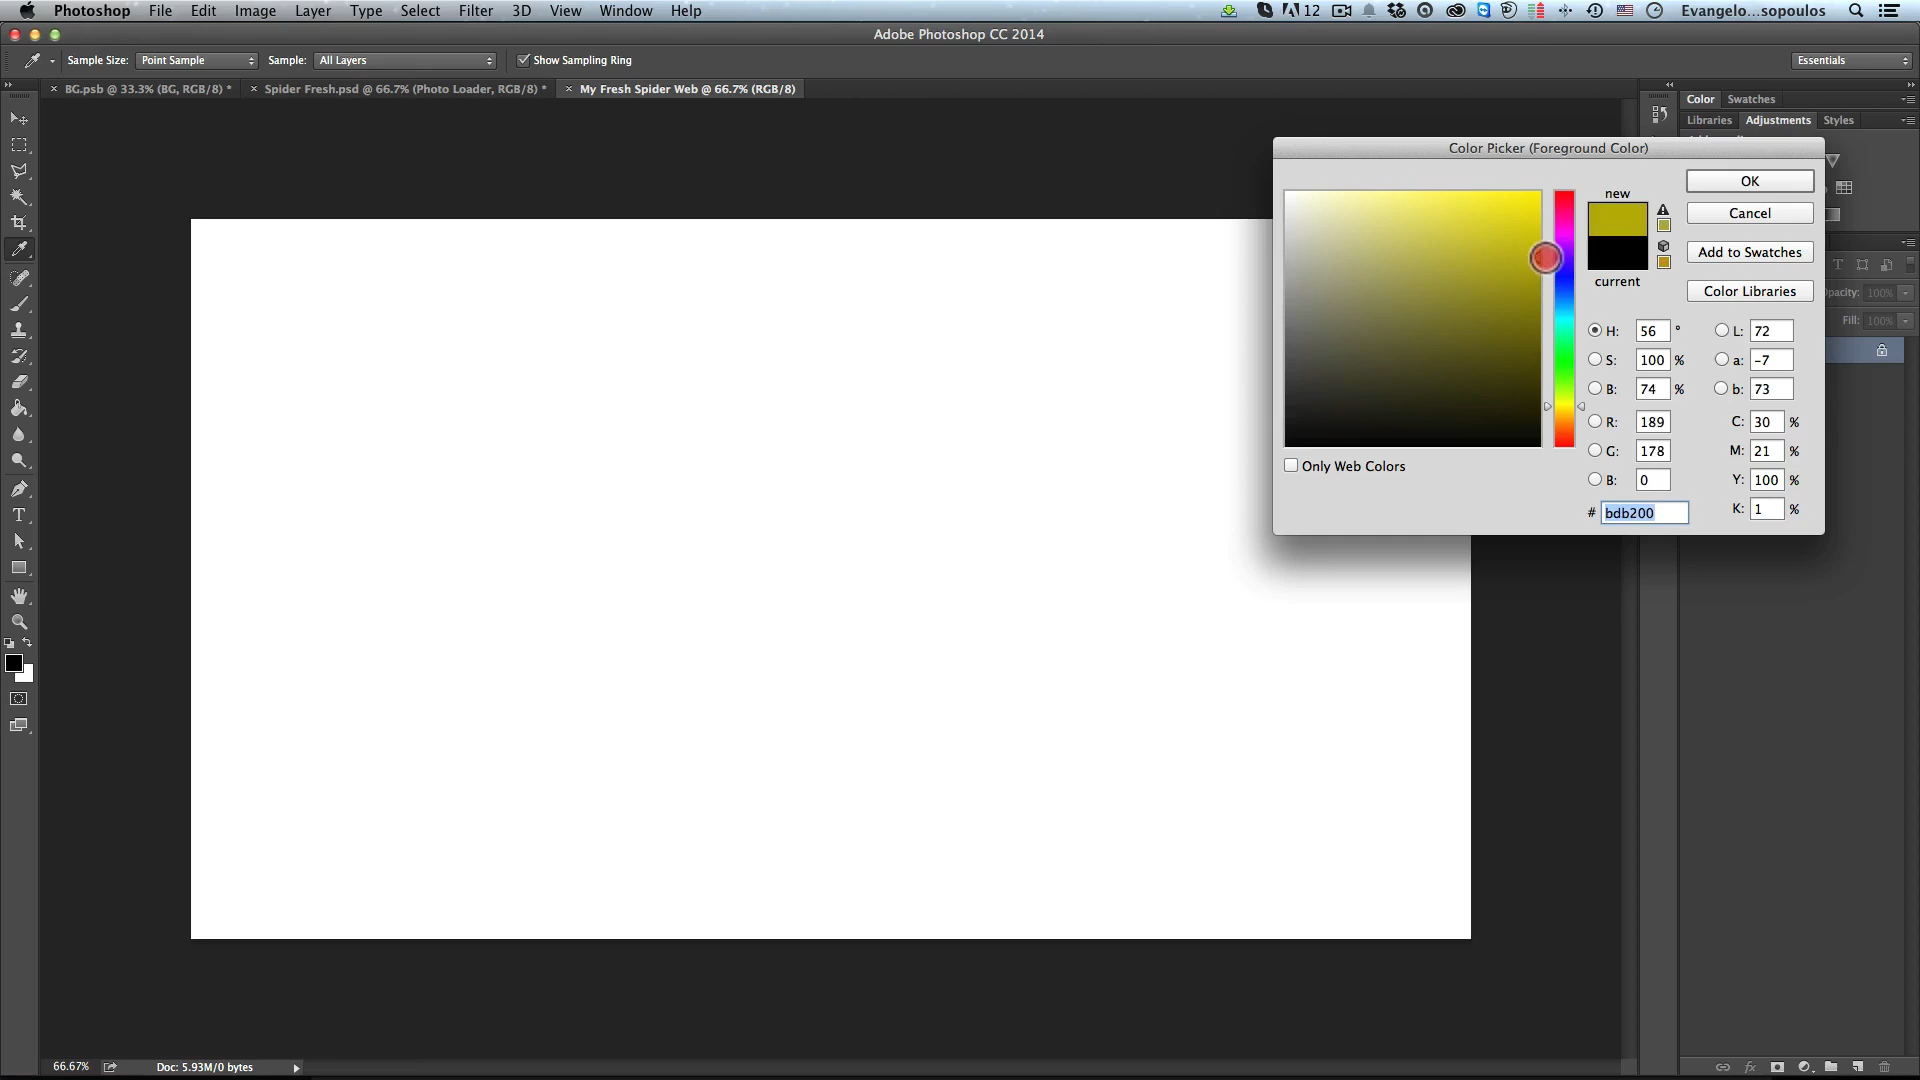 Photoshop File Edit Image Layer Type Select Filter 3D View Window Help 12 Evangelo...sopoulos
Adobe Photoshop CC 2014
Sample Size: Point Sample Sample: All Layers Show Sampling Ring Essentials
BG.psb @ 33.3% (BG, RGB/8) * Spider Fresh.psd @ 66.7% (Photo Loader, RGB/8) * My Fresh Spider Web @ 66.7% (RGB/8)
Color Swatches
Libraries Adjustments Styles
Color Picker (Foreground Color)
new
OK
Cancel
Add to Swatches
current
Color Libraries
Opacity: 100%
Fill: 100%
H: 56 ° L: 72
S: 100 % a: -7
B: 74 % b: 73
R: 189 C: 30 %
G: 178 M: 21 %
B: 0 Y: 100 %
# bdb200 K: 1 %
Only Web Colors
66.67% Doc: 5.93M/0 bytes